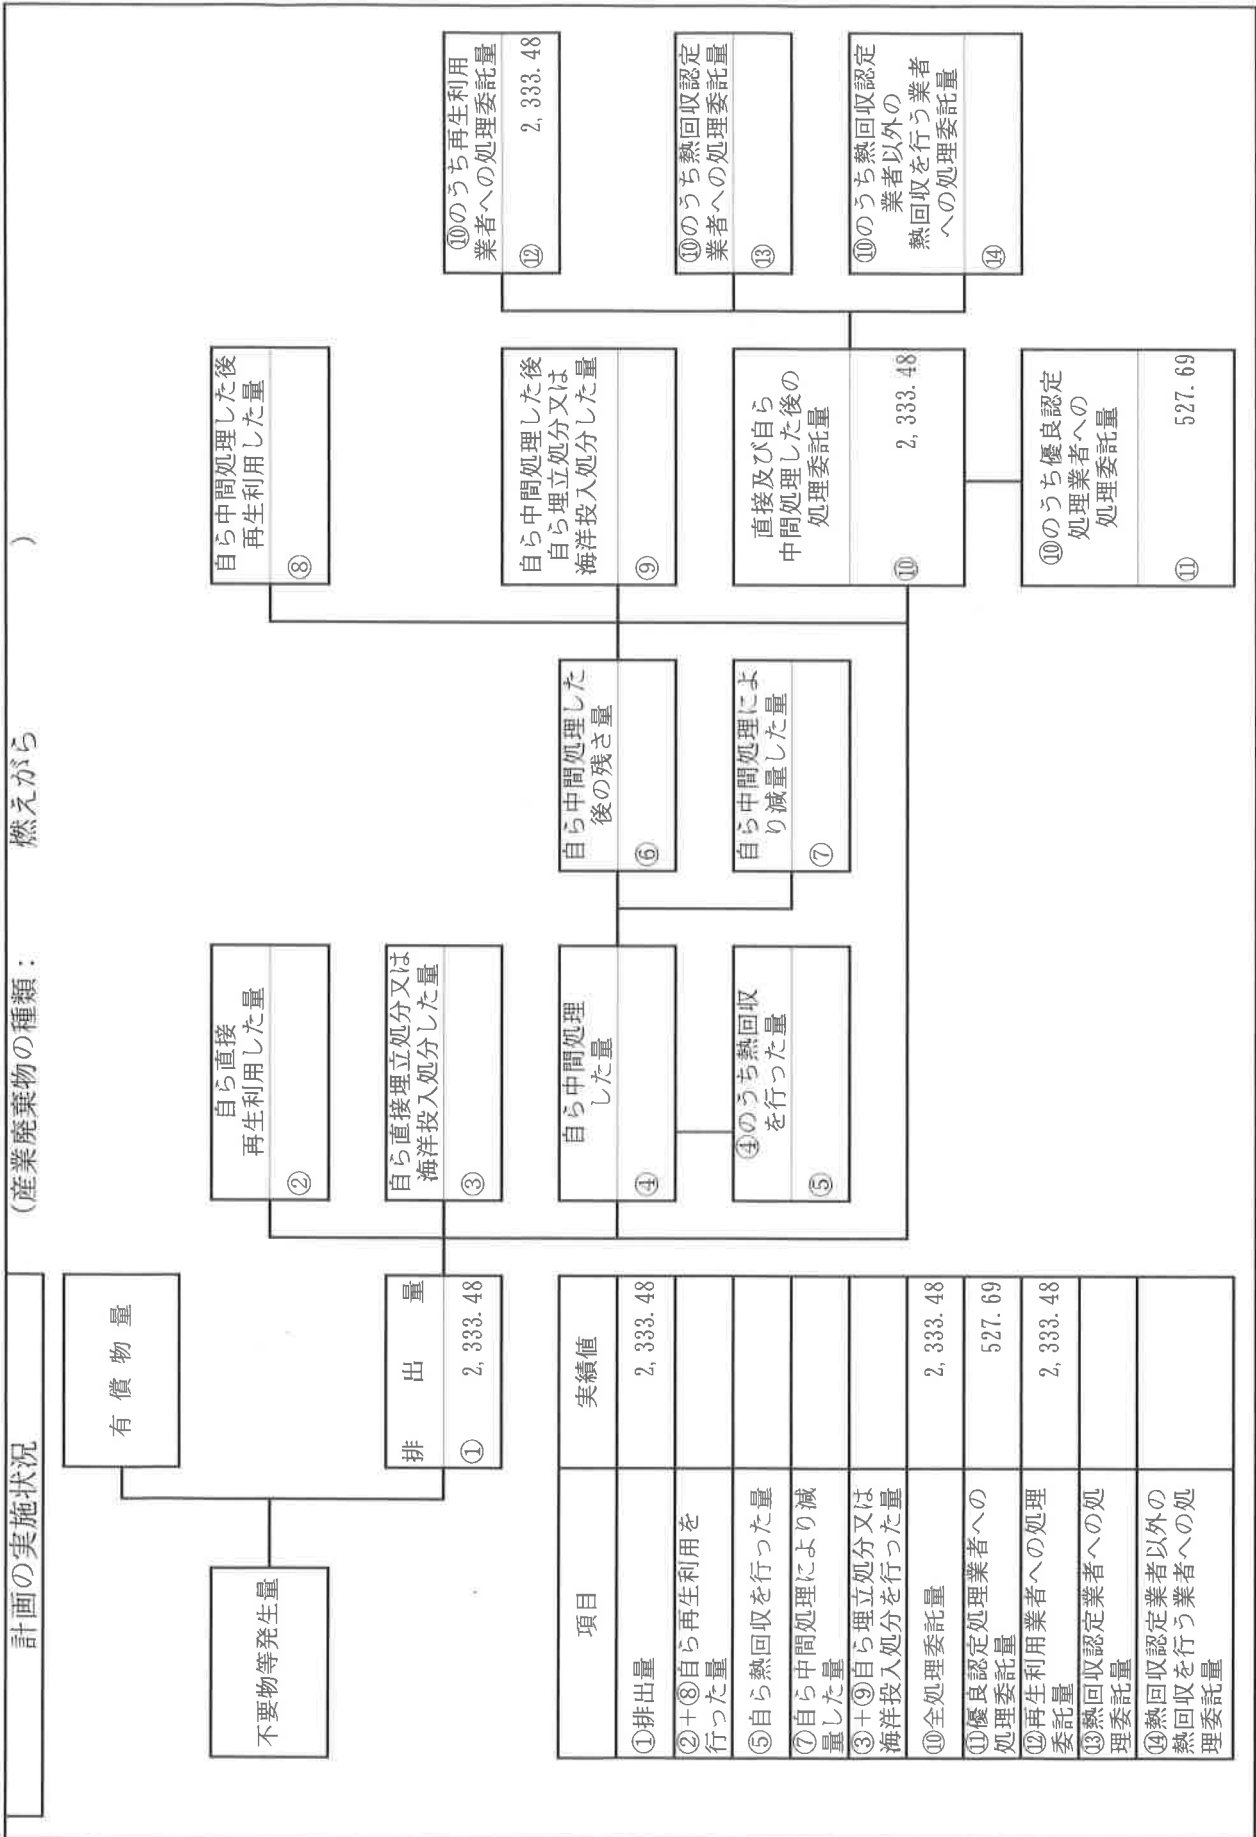 計画の実施状況
(産業廃棄物の種類: 燃えがら )
不要物等発生量
有償物量
排出量
① 2,333.48
自ら直接
再生利用した量
②
自ら直接埋立処分又は
海洋投入処分した量
③
自ら中間処理
した量
④
④のうち熱回収
を行った量
⑤
自ら中間処理した
後の残さ量
⑥
自ら中間処理によ
り減量した量
⑦
自ら中間処理した後
再生利用した量
⑧
自ら中間処理した後
自ら埋立処分又は
海洋投入処分した量
⑨
直接及び自ら
中間処理した後の
処理委託量
⑩ 2,333.48
⑩のうち優良認定
処理業者への
処理委託量
⑪ 527.69
⑩のうち再生利用
業者への処理委託量
⑫ 2,333.48
⑩のうち熱回収認定
業者への処理委託量
⑬
⑩のうち熱回収認定
業者以外の
熱回収を行う業者
への処理委託量
⑭
項目 実績値
①排出量 2,333.48
②+⑧自ら再生利用を
行った量
⑤自ら熱回収を行った量
⑦自ら中間処理により減
量した量
③+⑨自ら埋立処分又は
海洋投入処分を行った量
⑩全処理委託量 2,333.48
⑪優良認定処理業者への
処理委託量 527.69
⑫再生利用業者への処理
委託量 2,333.48
⑬熱回収認定業者への処
理委託量
⑭熱回収認定業者以外の
熱回収を行う業者への処
理委託量